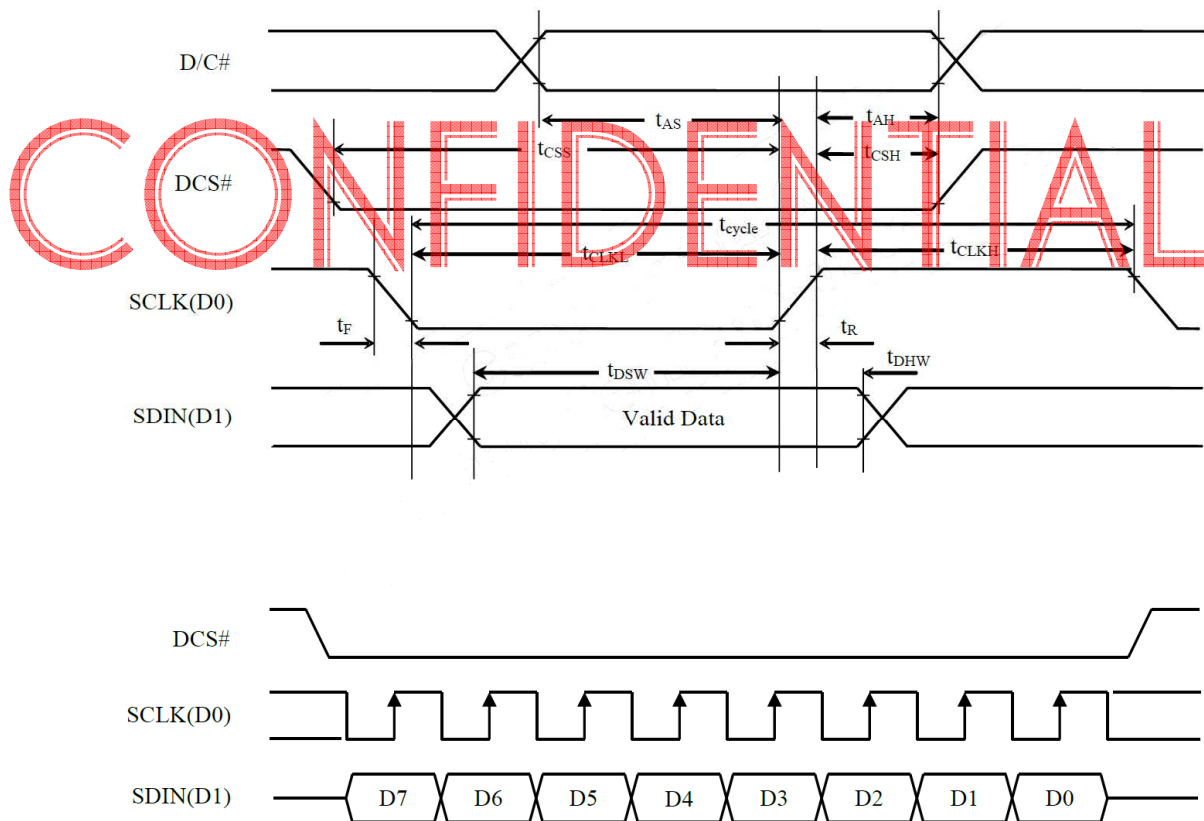 D/C#
tAS
tAH
CONFIDENTIAL
tCSS
tCSH
DCS#
tcycle
tCLKL
tCLKH
SCLK(D0)
tF
tR
tDSW
tDHW
SDIN(D1)
Valid Data
DCS#
SCLK(D0)
SDIN(D1)
D7 D6 D5 D4 D3 D2 D1 D0